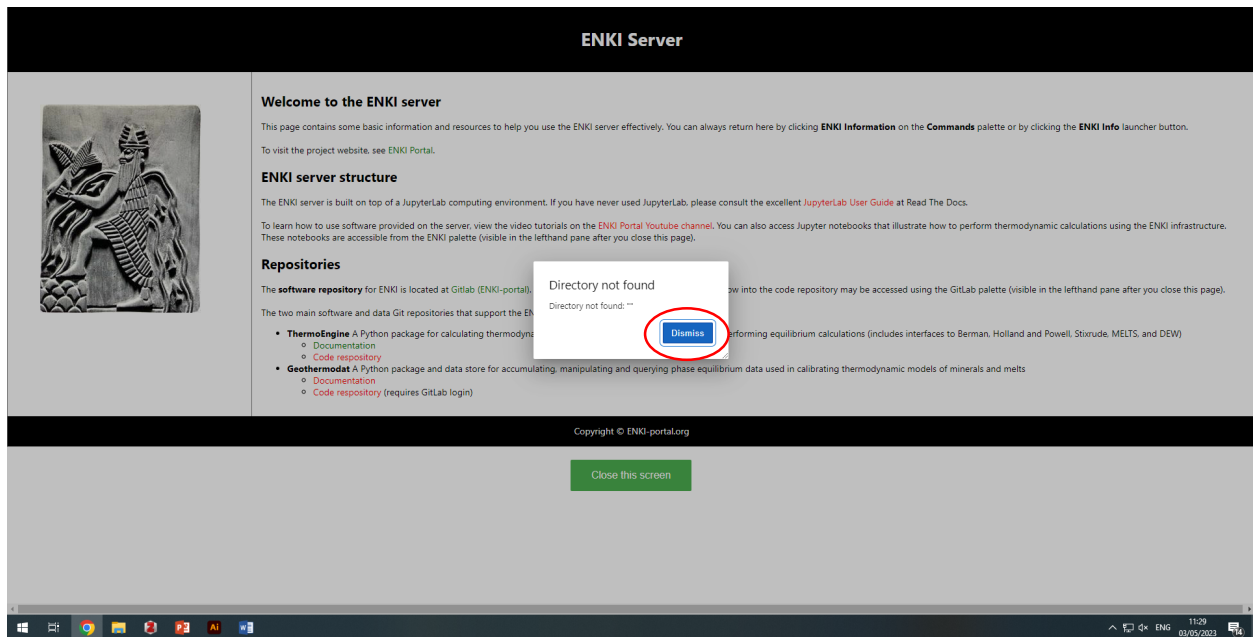 ENKI Server
Welcome to the ENKI server
This page contains some basic information and resources to help you use the ENKI server effectively. You can always return here by clicking ENKI Information on the Commands palette or by clicking the ENKI Info launcher button.
To visit the project website, see ENKI Portal.
ENKI server structure
The ENKI server is built on top of a JupyterLab computing environment. If you have never used JupyterLab, please consult the excellent JupyterLab User Guide at Read The Docs.
To learn how to use software provided on the server, view the video tutorials on the ENKI Portal Youtube channel. You can also access Jupyter notebooks that illustrate how to perform thermodynamic calculations using the ENKI infrastructure.
These notebooks are accessible from the ENKI palette (visible in the lefthand pane after you close this page).
Repositories
The software repository for ENKI is located at Gitlab (ENKI-portal). ow into the code repository may be accessed using the GitLab palette (visible in the lefthand pane after you close this page).
The two main software and data Git repositories that support the EN
ThermoEngine A Python package for calculating thermodyna erforming equilibrium calculations (includes interfaces to Berman, Holland and Powell, Stixrude, MELTS, and DEW)
Documentation
Code respository
Geothermodat A Python package and data store for accumulating, manipulating and querying phase equilibrium data used in calibrating thermodynamic models of minerals and melts
Documentation
Code respository (requires GitLab login)
Directory not found
Directory not found: ""
Dismiss
Copyright © ENKI-portal.org
Close this screen
ENG
11:29
03/05/2023